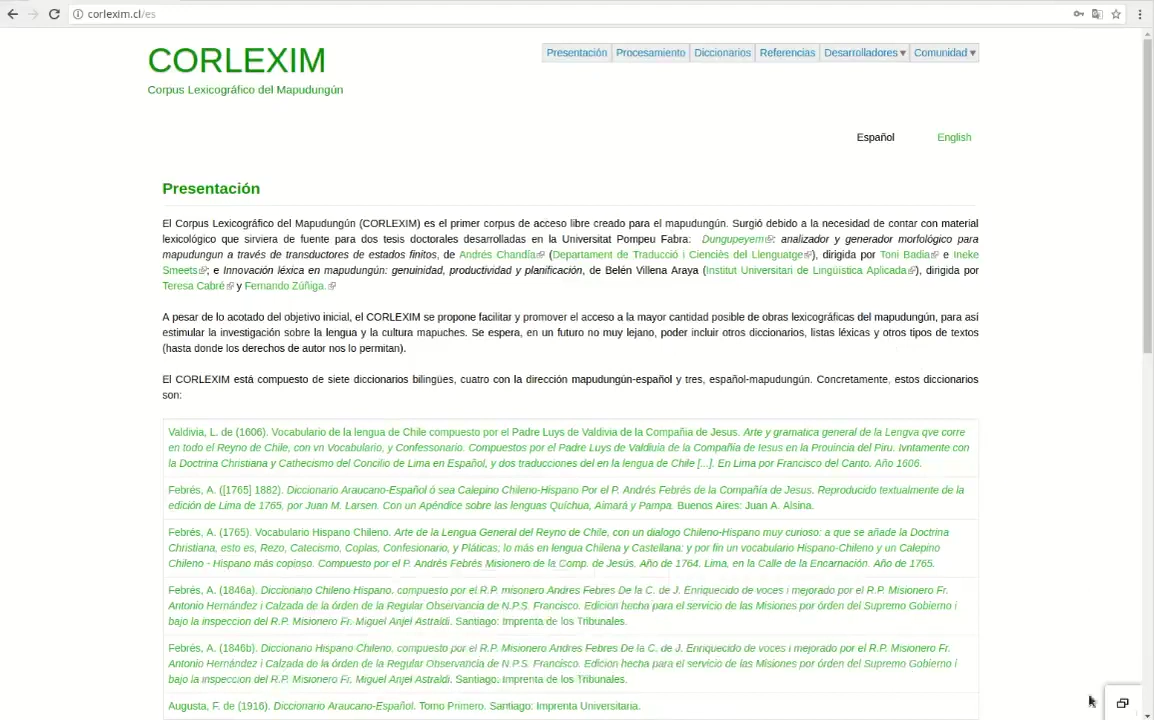 corlexim.cl/es
CORLEXIM
Corpus Lexicográfico del Mapudungún
Presentación Procesamiento Diccionarios Referencias Desarrolladores Comunidad
Español English
Presentación
El Corpus Lexicográfico del Mapudungún (CORLEXIM) es el primer corpus de acceso libre creado para el mapudungún. Surgió debido a la necesidad de contar con material
lexicológico que sirviera de fuente para dos tesis doctorales desarrolladas en la Universitat Pompeu Fabra: Dungupeyem: analizador y generador morfológico para
mapudungun a través de transductores de estados finitos, de Andrés Chandía (Departament de Traducció i Cienciès del Llenguatge), dirigida por Toni Badia e Ineke
Smeets; e Innovación léxica en mapudungún: genuinidad, productividad y planificación, de Belén Villena Araya (Institut Universitari de Lingüística Aplicada), dirigida por
Teresa Cabré y Fernando Zúñiga.
A pesar de lo acotado del objetivo inicial, el CORLEXIM se propone facilitar y promover el acceso a la mayor cantidad posible de obras lexicográficas del mapudungún, para así
estimular la investigación sobre la lengua y la cultura mapuches. Se espera, en un futuro no muy lejano, poder incluir otros diccionarios, listas léxicas y otros tipos de textos
(hasta donde los derechos de autor nos lo permitan).
El CORLEXIM está compuesto de siete diccionarios bilingües, cuatro con la dirección mapudungún-español y tres, español-mapudungún. Concretamente, estos diccionarios
son:
Valdivia, L. de (1606). Vocabulario de la lengua de Chile compuesto por el Padre Luys de Valdivia de la Compañia de Jesus. Arte y gramatica general de la Lengva qve corre
en todo el Reyno de Chile, con vn Vocabulario, y Confessonario. Compuestos por el Padre Luys de Valdiuia de la Compañia de Iesus en la Prouincia del Piru. Ivntamente con
la Doctrina Christiana y Cathecismo del Concilio de Lima en Español, y dos traducciones del en la lengua de Chile [...]. En Lima por Francisco del Canto. Año 1606.
Febrés, A. ([1765] 1882). Diccionario Araucano-Español ó sea Calepino Chileno-Hispano Por el P. Andrés Febrés de la Compañía de Jesus. Reproducido textualmente de la
edición de Lima de 1765, por Juan M. Larsen. Con un Apéndice sobre las lenguas Quíchua, Aimará y Pampa. Buenos Aires: Juan A. Alsina.
Febrés, A. (1765). Vocabulario Hispano Chileno. Arte de la Lengua General del Reyno de Chile, con un dialogo Chileno-Hispano muy curioso: a que se añade la Doctrina
Christiana, esto es, Rezo, Catecismo, Coplas, Confesionario, y Pláticas; lo más en lengua Chilena y Castellana: y por fin un vocabulario Hispano-Chileno y un Calepino
Chileno - Hispano más copioso. Compuesto por el P. Andrés Febrés Misionero de la Comp. de Jesús. Año de 1764. Lima, en la Calle de la Encarnación. Año de 1765.
Febrés, A. (1846a). Diccionario Chileno Hispano, compuesto por el R.P. misonero Andres Febres De la C. de J. Enriquecido de voces i mejorado por el R.P. Misionero Fr.
Antonio Hernández i Calzada de la órden de la Regular Observancia de N.P.S. Francisco. Edicion hecha para el servicio de las Misiones por órden del Supremo Gobierno i
bajo la inspeccion del R.P. Misionero Fr. Miguel Anjel Astraldi. Santiago: Imprenta de los Tribunales.
Febrés, A. (1846b). Diccionario Hispano Chileno, compuesto por el R.P. Misionero Andres Febres De la C. de J. Enriquecido de voces i mejorado por el R.P. Misionero Fr.
Antonio Hernández i Calzada de la órden de la Regular Observancia de N.P.S. Francisco. Edicion hecha para el servicio de las Misiones por órden del Supremo Gobierno i
bajo la inspeccion del R.P. Misionero Fr. Miguel Anjel Astraldi. Santiago: Imprenta de los Tribunales.
Augusta, F. de (1916). Diccionario Araucano-Español. Tomo Primero. Santiago: Imprenta Universitaria.